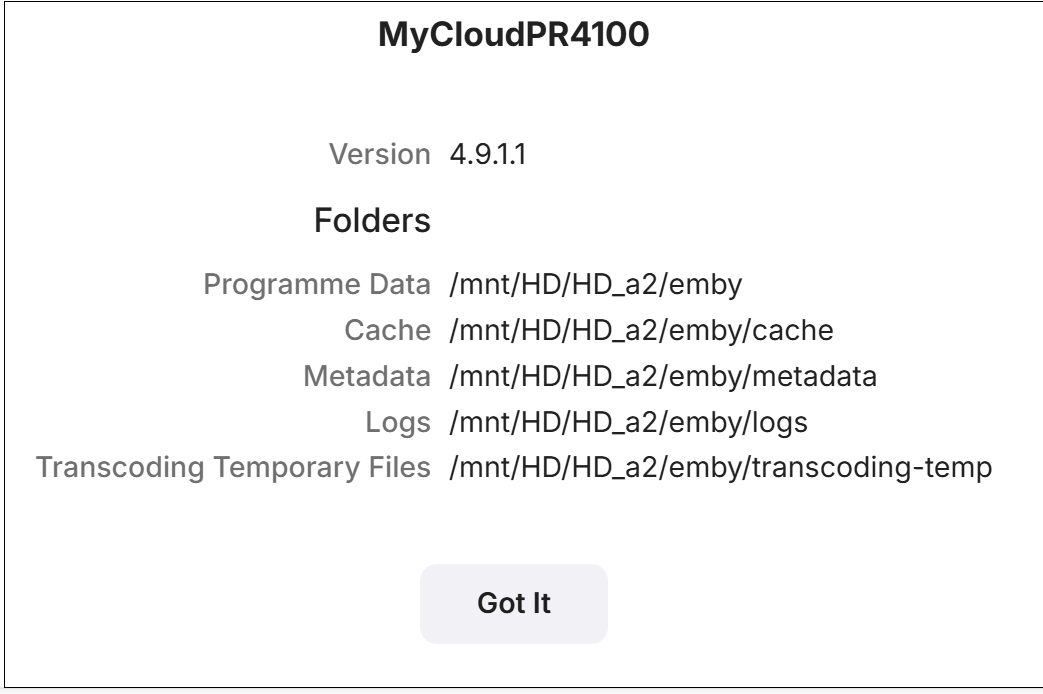 MyCloudPR4100
Version 4.9.1.1
Folders
Programme Data /mnt/HD/HD_a2/emby
Cache /mnt/HD/HD_a2/emby/cache
Metadata /mnt/HD/HD_a2/emby/metadata
Logs /mnt/HD/HD_a2/emby/logs
Transcoding Temporary Files /mnt/HD/HD_a2/emby/transcoding-temp
Got It